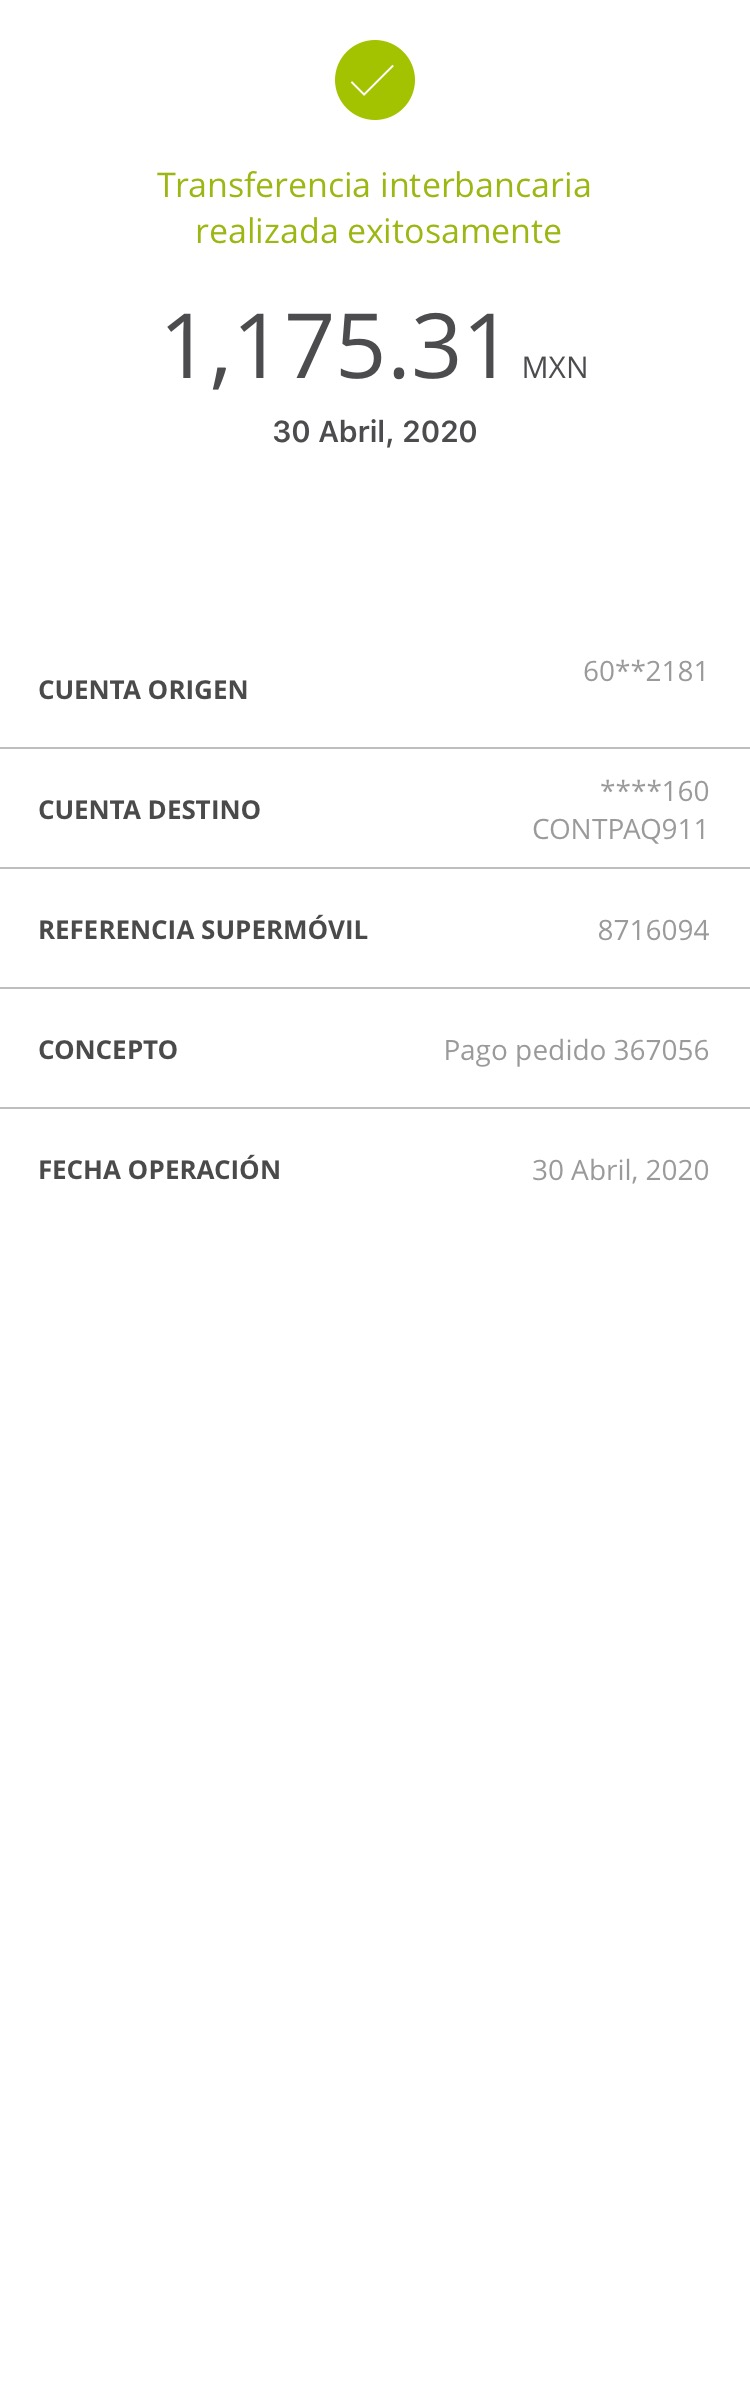 Transferencia interbancaria
realizada exitosamente
1,175.31 MXN
30 Abril, 2020
CUENTA ORIGEN 60**2181
CUENTA DESTINO ****160
CONTPAQ911
REFERENCIA SUPERMÓVIL 8716094
CONCEPTO Pago pedido 367056
FECHA OPERACIÓN 30 Abril, 2020